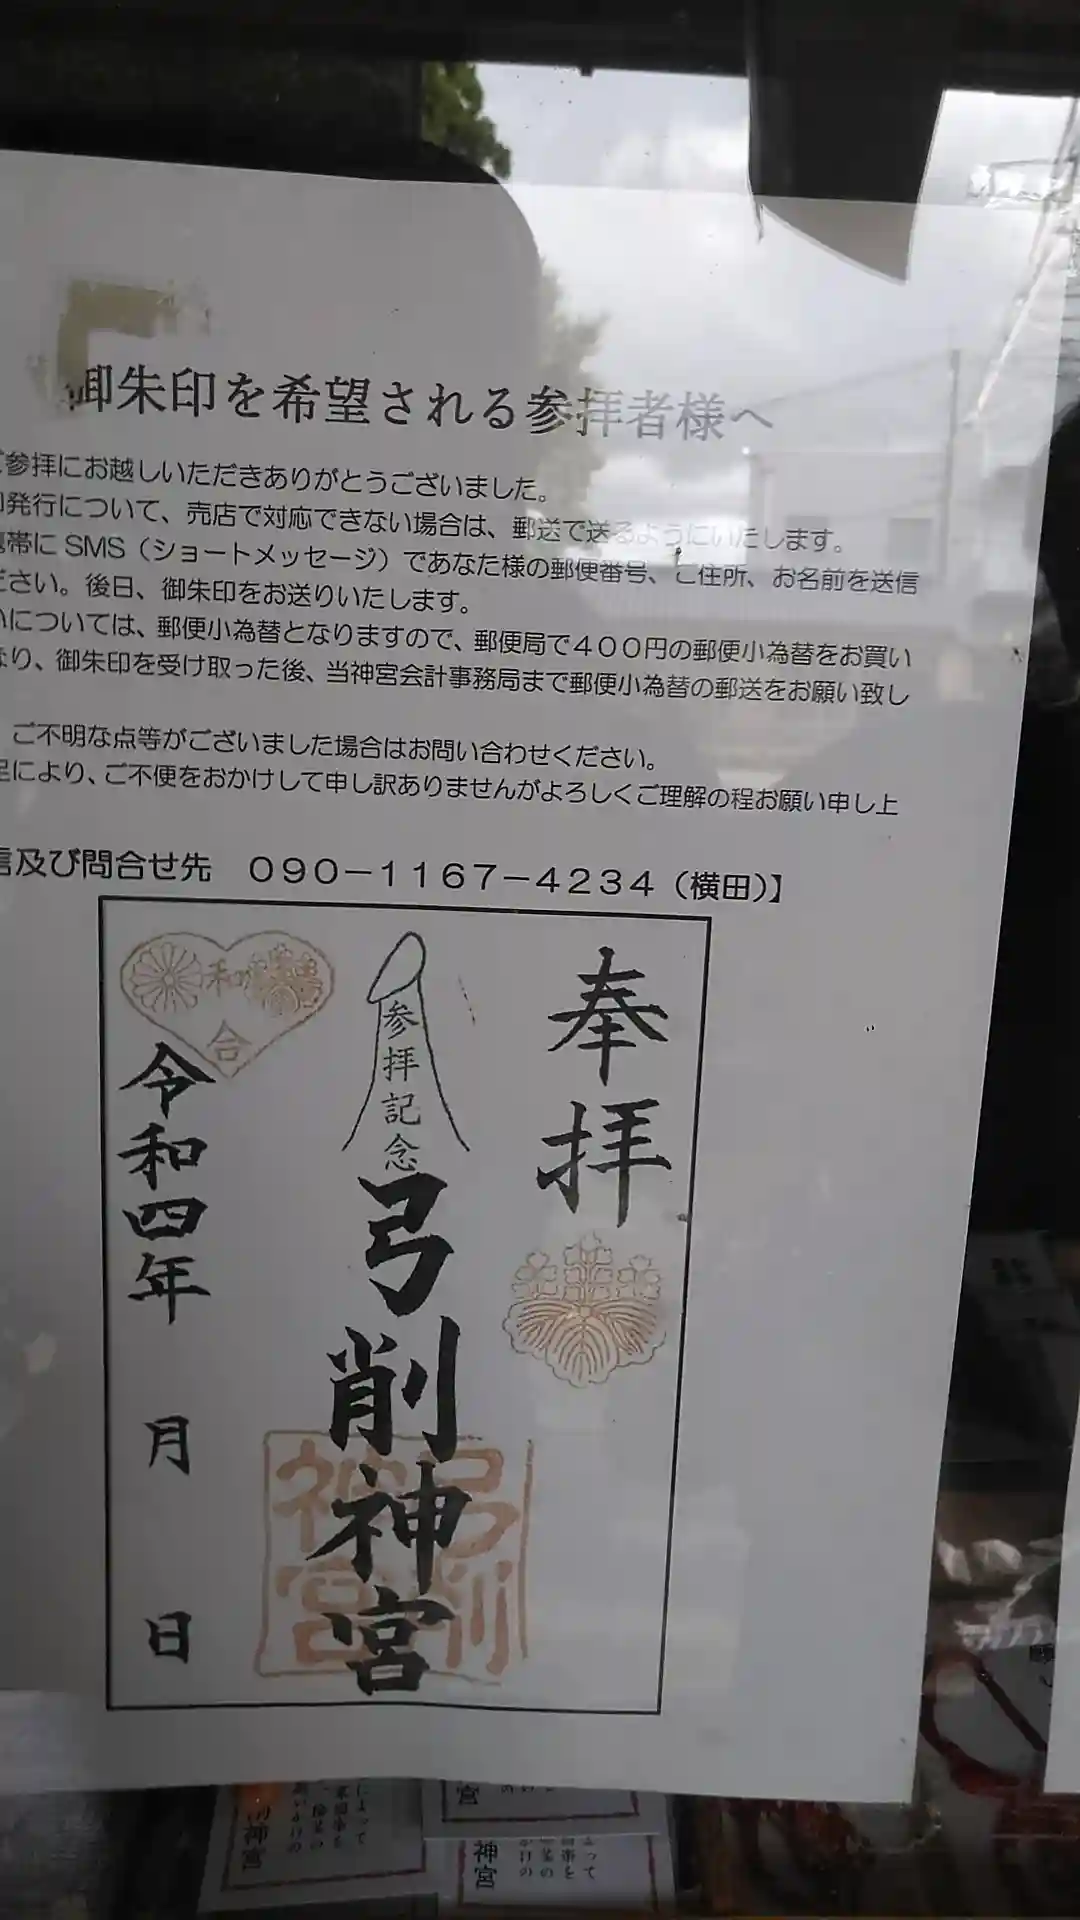 御朱印を希望される参拝者様へ
ご参拝にお越しいただきありがとうございました。
印発行について、売店で対応できない場合は、郵送で送るようにいたします。
携帯に SMS（ショートメッセージ）であなた様の郵便番号、ご住所、お名前を送信
ださい。後日、御朱印をお送りいたします。
いについては、郵便小為替となりますので、郵便局で４００円の郵便小為替をお買い
なり、御朱印を受け取った後、当神宮会計事務局まで郵便小為替の郵送をお願い致し
ご不明な点等がございました場合はお問い合わせください。
足により、ご不便をおかけして申し訳ありませんがよろしくご理解の程お願い申し上
信及び問合せ先　０９０－１１６７－４２３４（横田）】
奉拝
参拝記念
弓削神宮
弓削神宮
和合
令和四年　月　日
神宮
神宮